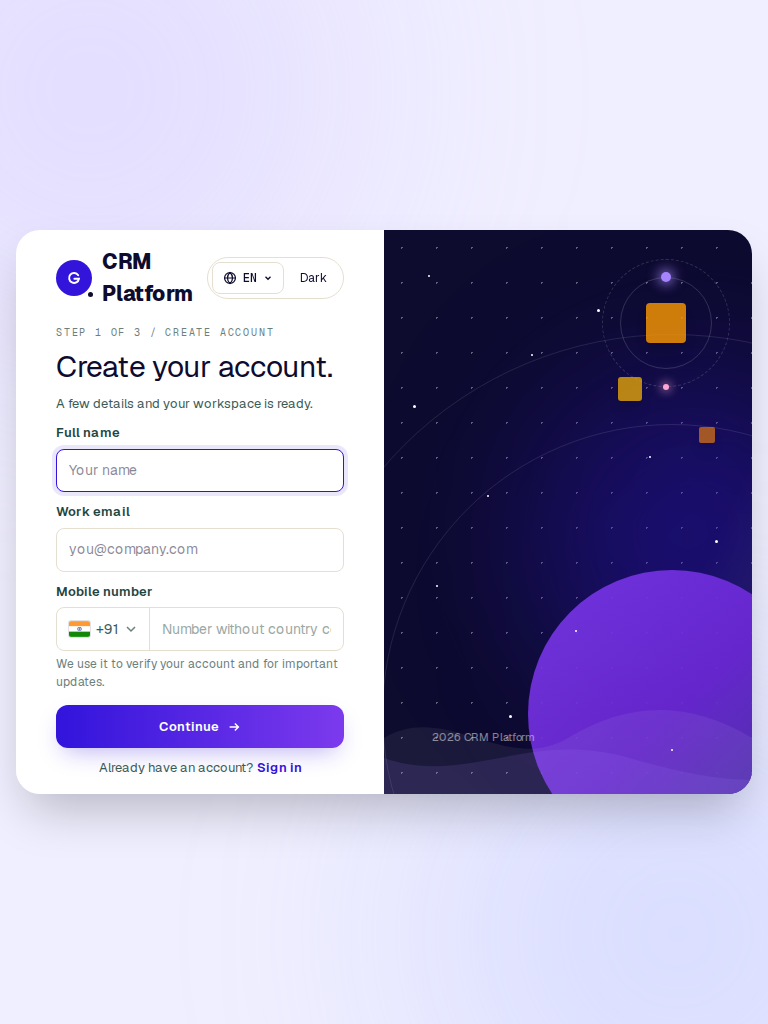 G
CRM
Platform
EN
Dark
STEP 1 OF 3 / CREATE ACCOUNT
Create your account.
A few details and your workspace is ready.
Full name
Your name
Work email
you@company.com
Mobile number
+91
Number without country c
We use it to verify your account and for important
updates.
Continue →
Already have an account? Sign in
2026 CRM Platform